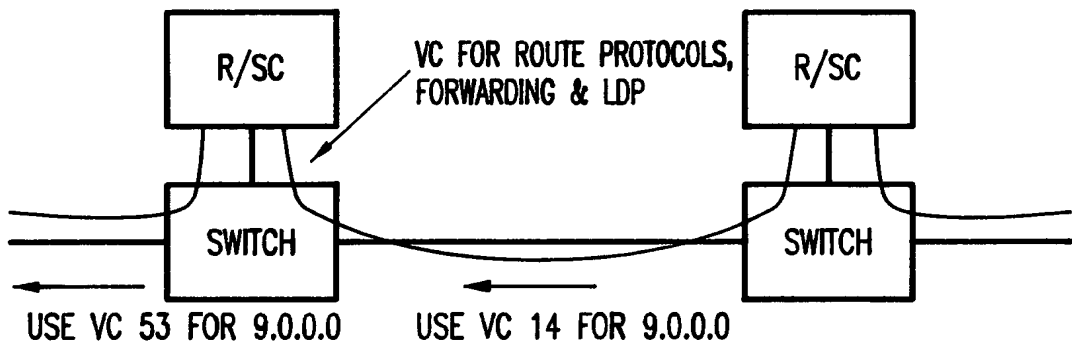 R/SC
VC FOR ROUTE PROTOCOLS,
FORWARDING & LDP
R/SC
SWITCH
SWITCH
USE VC 53 FOR 9.0.0.0
USE VC 14 FOR 9.0.0.0